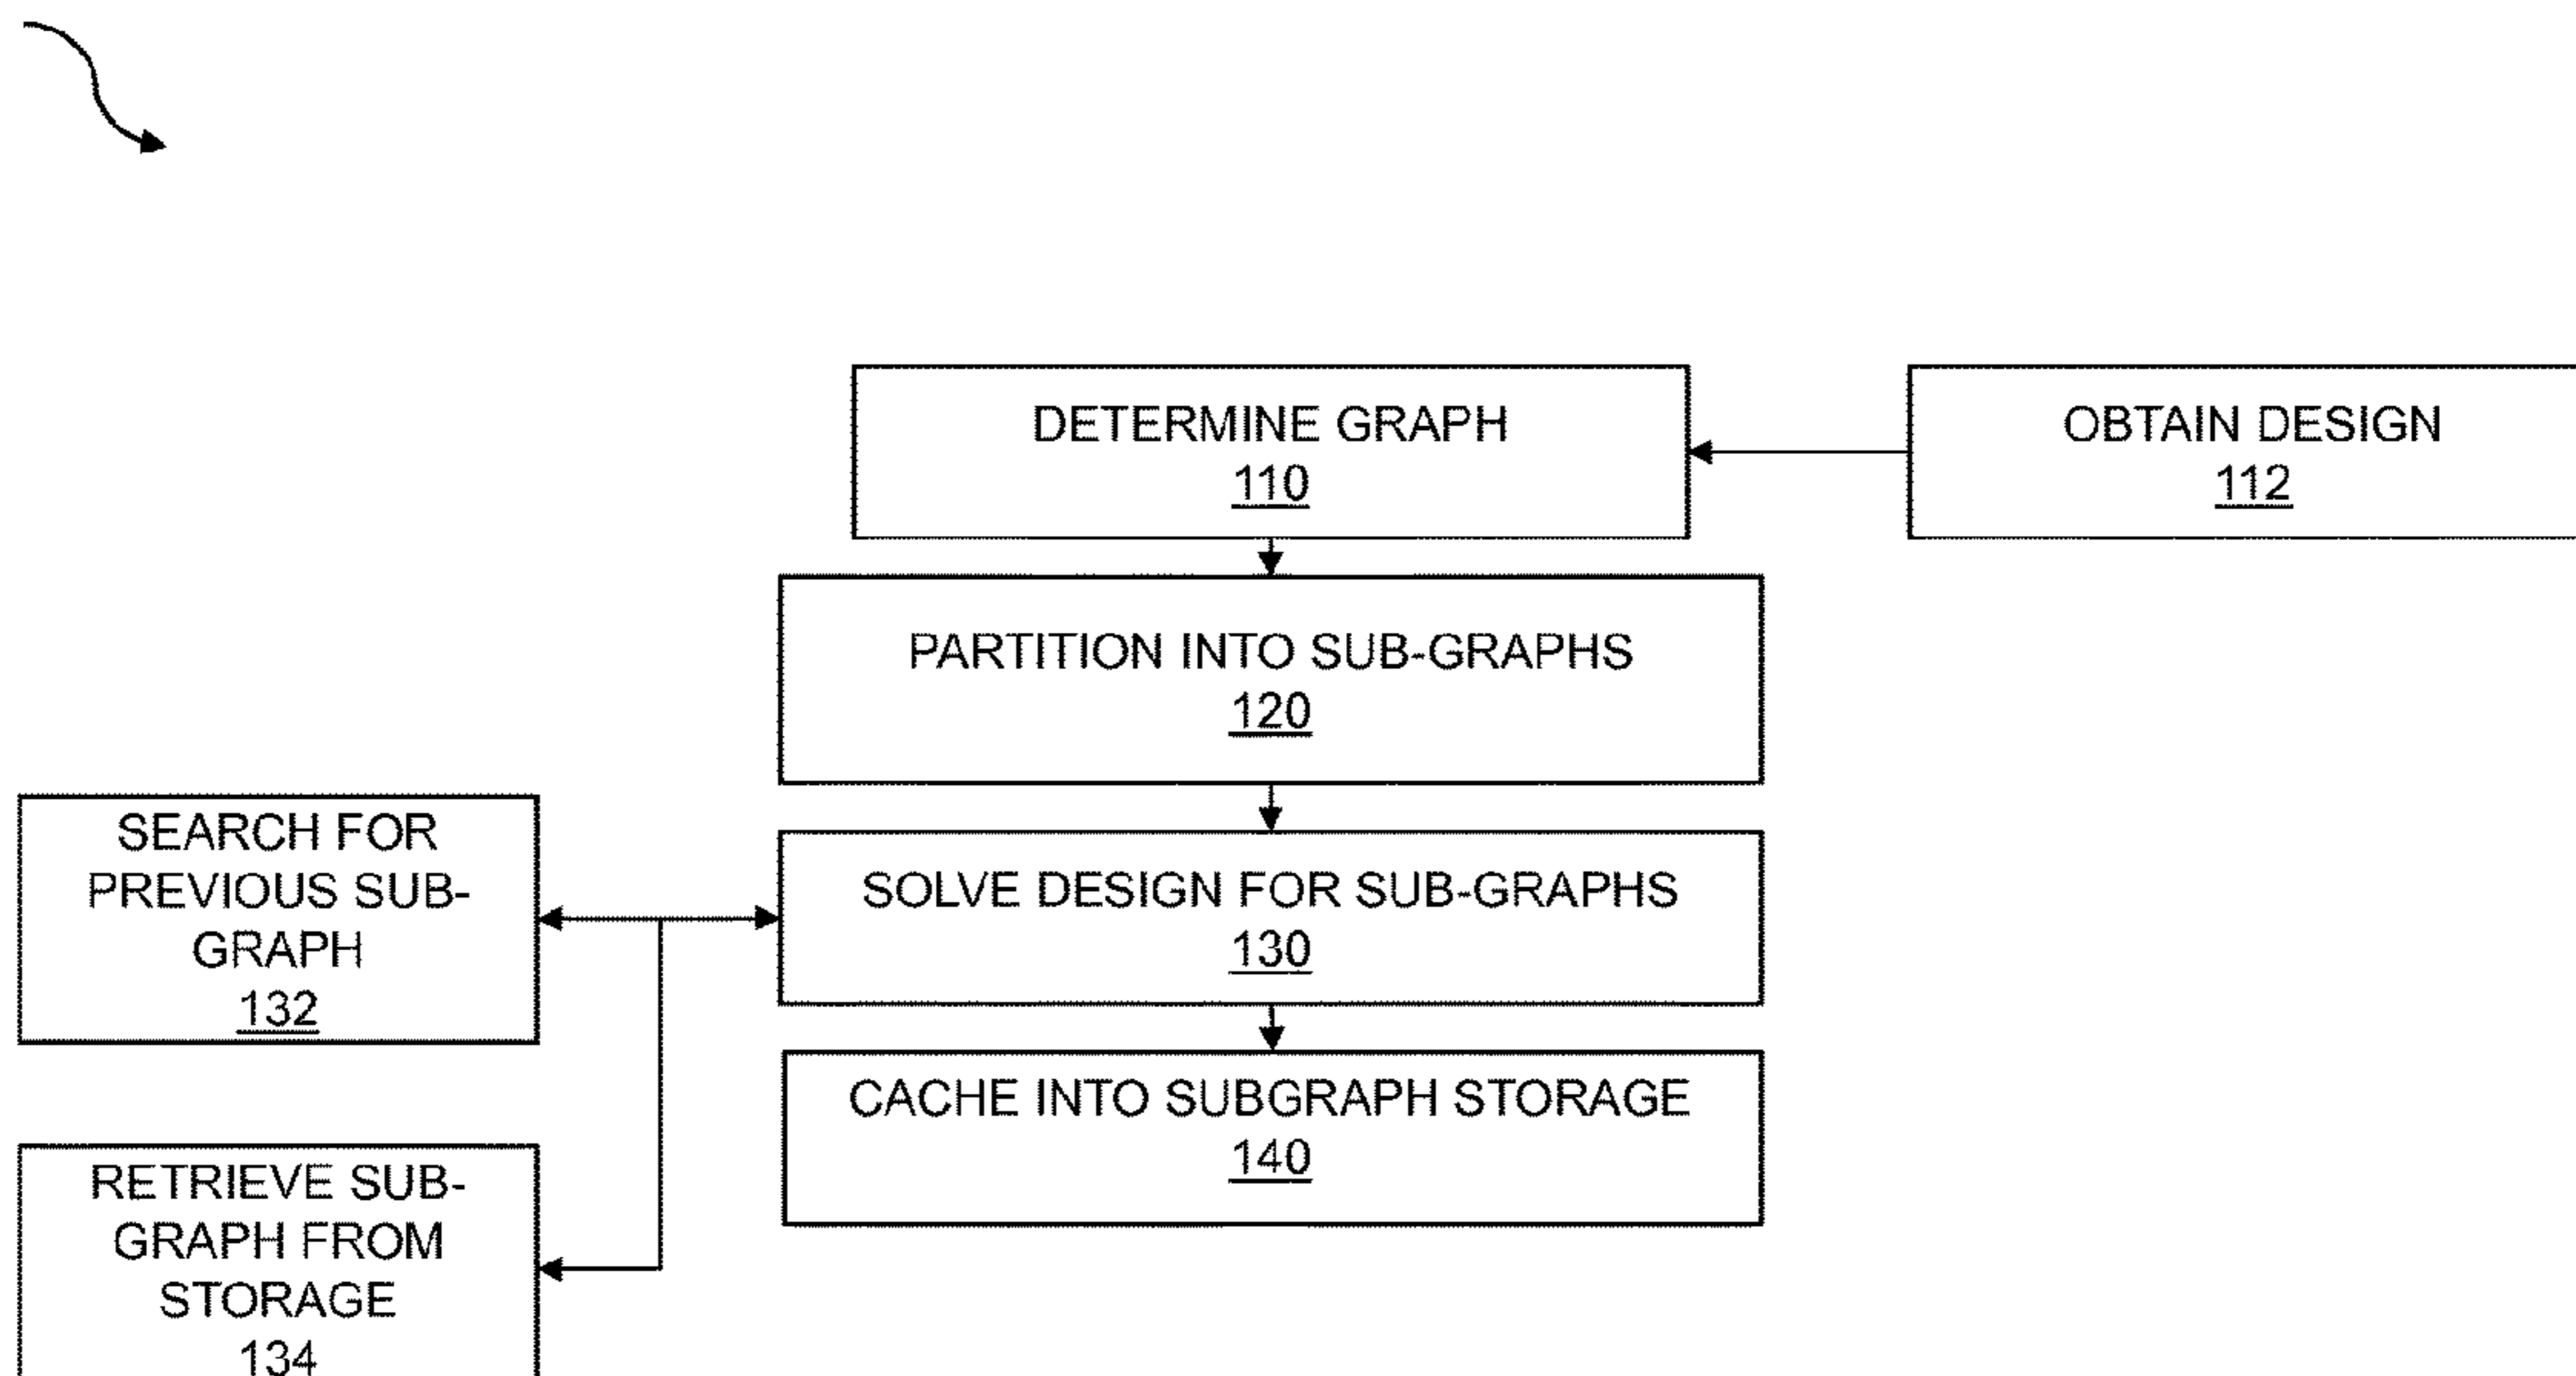 DETERMINE GRAPH
110
OBTAIN DESIGN
112
PARTITION INTO SUB-GRAPHS
120
SEARCH FOR
PREVIOUS SUB-
GRAPH
132
SOLVE DESIGN FOR SUB-GRAPHS
130
CACHE INTO SUBGRAPH STORAGE
140
RETRIEVE SUB-
GRAPH FROM
STORAGE
134